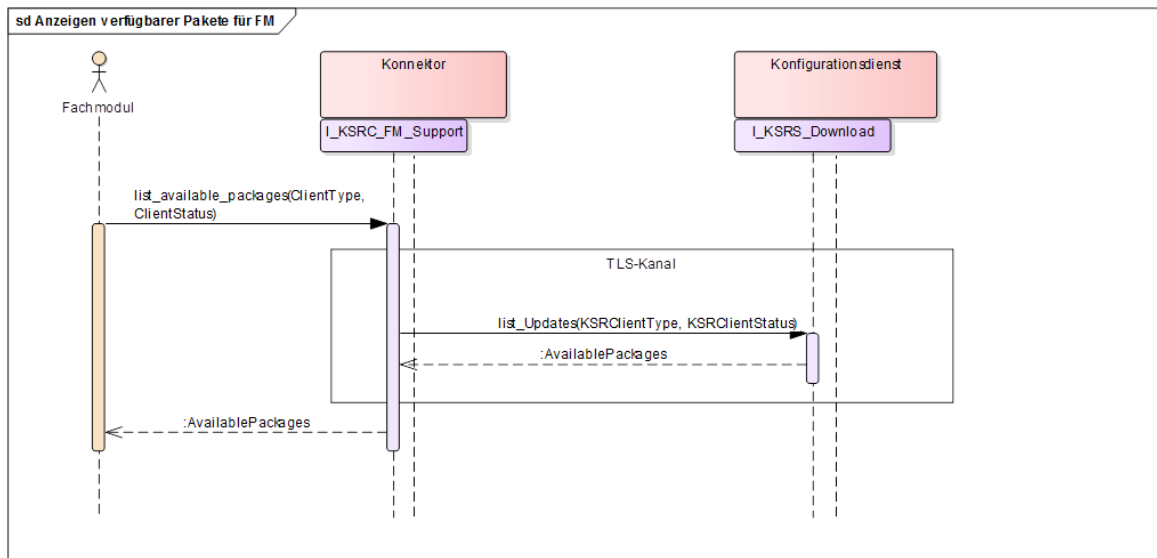 sd Anzeigen verfügbarer Pakete für FM
Fachmodul
Konnektor
I_KSRC_FM_Support
Konfigurationsdienst
I_KSRS_Download
list_available_packages(ClientType,
ClientStatus)
TLS-Kanal
list_Updates(KSRClientType, KSRClientStatus)
:AvailablePackages
:AvailablePackages